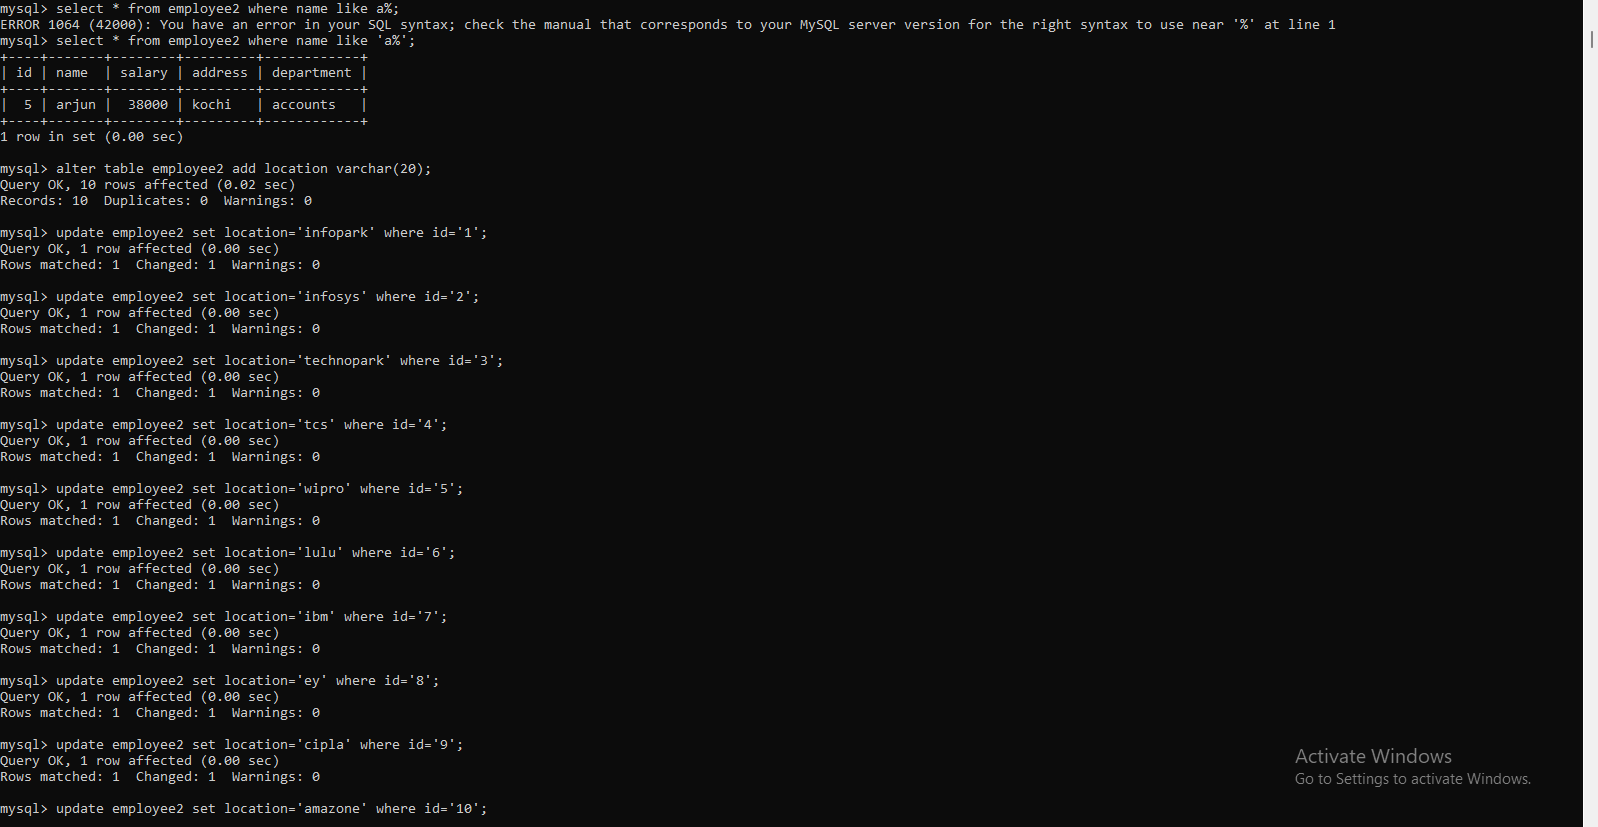 mysql> select * from employee2 where name like a%;
ERROR 1064 (42000): You have an error in your SQL syntax; check the manual that corresponds to your MySQL server version for the right syntax to use near '%' at line 1
mysql> select * from employee2 where name like 'a%';
+----+-------+--------+---------+------------+
| id | name  | salary | address | department |
+----+-------+--------+---------+------------+
|  5 | arjun |  38000 | kochi   | accounts   |
+----+-------+--------+---------+------------+
1 row in set (0.00 sec)

mysql> alter table employee2 add location varchar(20);
Query OK, 10 rows affected (0.02 sec)
Records: 10  Duplicates: 0  Warnings: 0

mysql> update employee2 set location='infopark' where id='1';
Query OK, 1 row affected (0.00 sec)
Rows matched: 1  Changed: 1  Warnings: 0

mysql> update employee2 set location='infosys' where id='2';
Query OK, 1 row affected (0.00 sec)
Rows matched: 1  Changed: 1  Warnings: 0

mysql> update employee2 set location='technopark' where id='3';
Query OK, 1 row affected (0.00 sec)
Rows matched: 1  Changed: 1  Warnings: 0

mysql> update employee2 set location='tcs' where id='4';
Query OK, 1 row affected (0.00 sec)
Rows matched: 1  Changed: 1  Warnings: 0

mysql> update employee2 set location='wipro' where id='5';
Query OK, 1 row affected (0.00 sec)
Rows matched: 1  Changed: 1  Warnings: 0

mysql> update employee2 set location='lulu' where id='6';
Query OK, 1 row affected (0.00 sec)
Rows matched: 1  Changed: 1  Warnings: 0

mysql> update employee2 set location='ibm' where id='7';
Query OK, 1 row affected (0.00 sec)
Rows matched: 1  Changed: 1  Warnings: 0

mysql> update employee2 set location='ey' where id='8';
Query OK, 1 row affected (0.00 sec)
Rows matched: 1  Changed: 1  Warnings: 0

mysql> update employee2 set location='cipla' where id='9';
Query OK, 1 row affected (0.00 sec)
Rows matched: 1  Changed: 1  Warnings: 0

mysql> update employee2 set location='amazone' where id='10';
Activate Windows
Go to Settings to activate Windows.